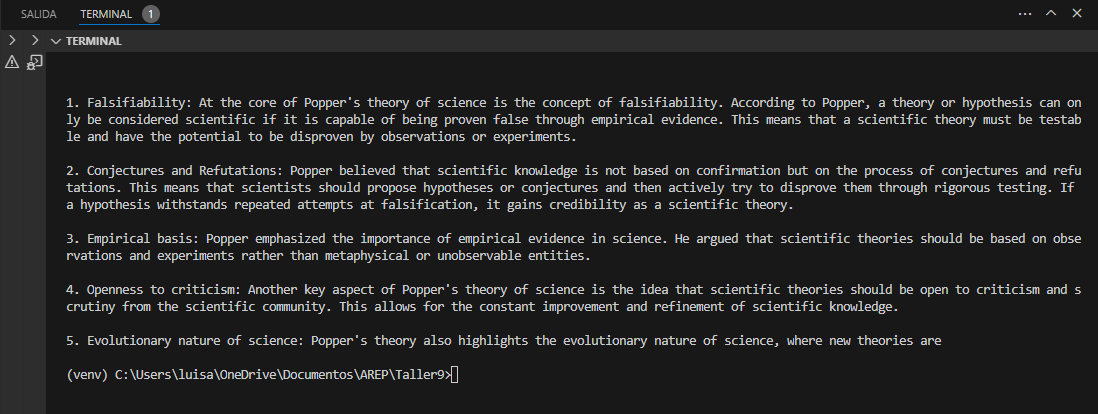 SALIDA TERMINAL 1
TERMINAL
1. Falsifiability: At the core of Popper's theory of science is the concept of falsifiability. According to Popper, a theory or hypothesis can on
ly be considered scientific if it is capable of being proven false through empirical evidence. This means that a scientific theory must be testab
le and have the potential to be disproven by observations or experiments.
2. Conjectures and Refutations: Popper believed that scientific knowledge is not based on confirmation but on the process of conjectures and refu
tations. This means that scientists should propose hypotheses or conjectures and then actively try to disprove them through rigorous testing. If
a hypothesis withstands repeated attempts at falsification, it gains credibility as a scientific theory.
3. Empirical basis: Popper emphasized the importance of empirical evidence in science. He argued that scientific theories should be based on obse
rvations and experiments rather than metaphysical or unobservable entities.
4. Openness to criticism: Another key aspect of Popper's theory of science is the idea that scientific theories should be open to criticism and s
crutiny from the scientific community. This allows for the constant improvement and refinement of scientific knowledge.
5. Evolutionary nature of science: Popper's theory also highlights the evolutionary nature of science, where new theories are
(venv) C:\Users\luisa\OneDrive\Documentos\AREP\Taller9>